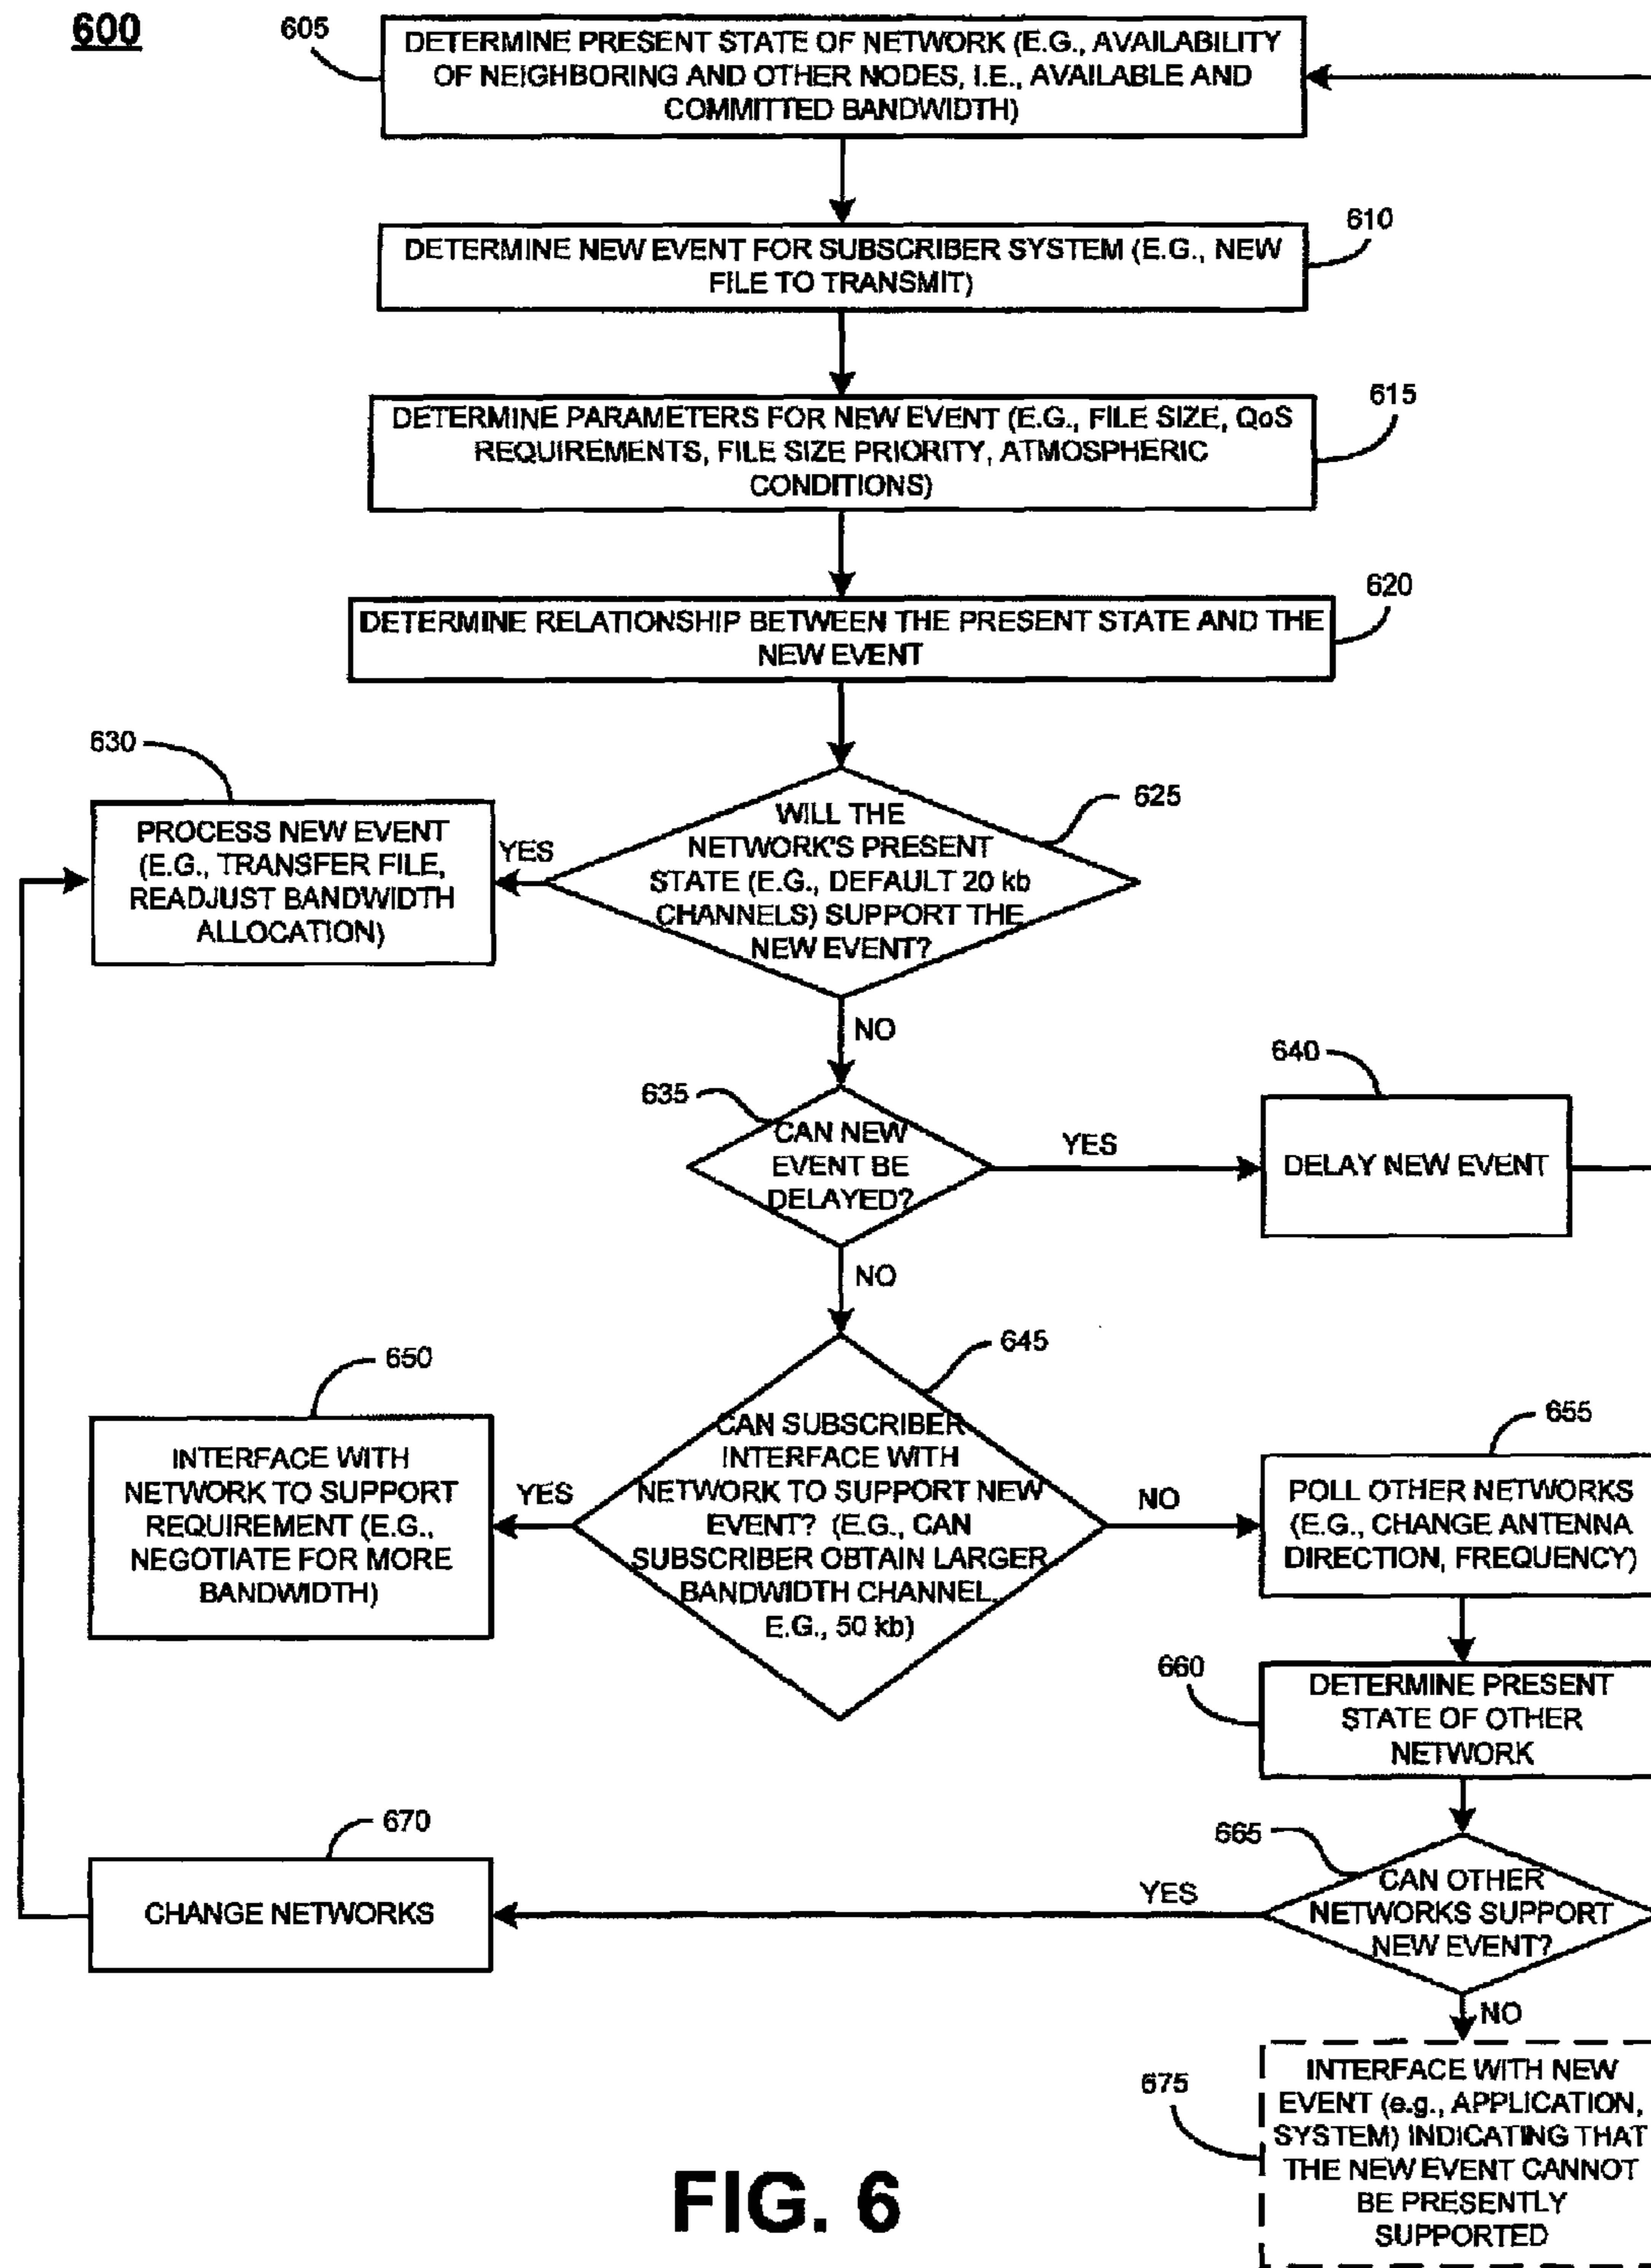 600
605
DETERMINE PRESENT STATE OF NETWORK (E.G., AVAILABILITY
OF NEIGHBORING AND OTHER NODES, I.E., AVAILABLE AND
COMMITTED BANDWIDTH)
610
DETERMINE NEW EVENT FOR SUBSCRIBER SYSTEM (E.G., NEW
FILE TO TRANSMIT)
615
DETERMINE PARAMETERS FOR NEW EVENT (E.G., FILE SIZE, QoS
REQUIREMENTS, FILE SIZE PRIORITY, ATMOSPHERIC
CONDITIONS)
620
DETERMINE RELATIONSHIP BETWEEN THE PRESENT STATE AND THE
NEW EVENT
630
PROCESS NEW EVENT
(E.G., TRANSFER FILE,
READJUST BANDWIDTH
ALLOCATION)
YES
625
WILL THE
NETWORK'S PRESENT
STATE (E.G., DEFAULT 20 kb
CHANNELS) SUPPORT THE
NEW EVENT?
NO
635
CAN NEW
EVENT BE
DELAYED?
YES
640
DELAY NEW EVENT
NO
645
CAN SUBSCRIBER
INTERFACE WITH
NETWORK TO SUPPORT NEW
EVENT? (E.G., CAN
SUBSCRIBER OBTAIN LARGER
BANDWIDTH CHANNEL,
E.G., 50 kb)
YES
650
INTERFACE WITH
NETWORK TO SUPPORT
REQUIREMENT (E.G.,
NEGOTIATE FOR MORE
BANDWIDTH)
NO
655
POLL OTHER NETWORKS
(E.G., CHANGE ANTENNA
DIRECTION, FREQUENCY)
660
DETERMINE PRESENT
STATE OF OTHER
NETWORK
665
CAN OTHER
NETWORKS SUPPORT
NEW EVENT?
YES
670
CHANGE NETWORKS
NO
675
INTERFACE WITH NEW
EVENT (e.g., APPLICATION,
SYSTEM) INDICATING THAT
THE NEW EVENT CANNOT
BE PRESENTLY
SUPPORTED
FIG. 6